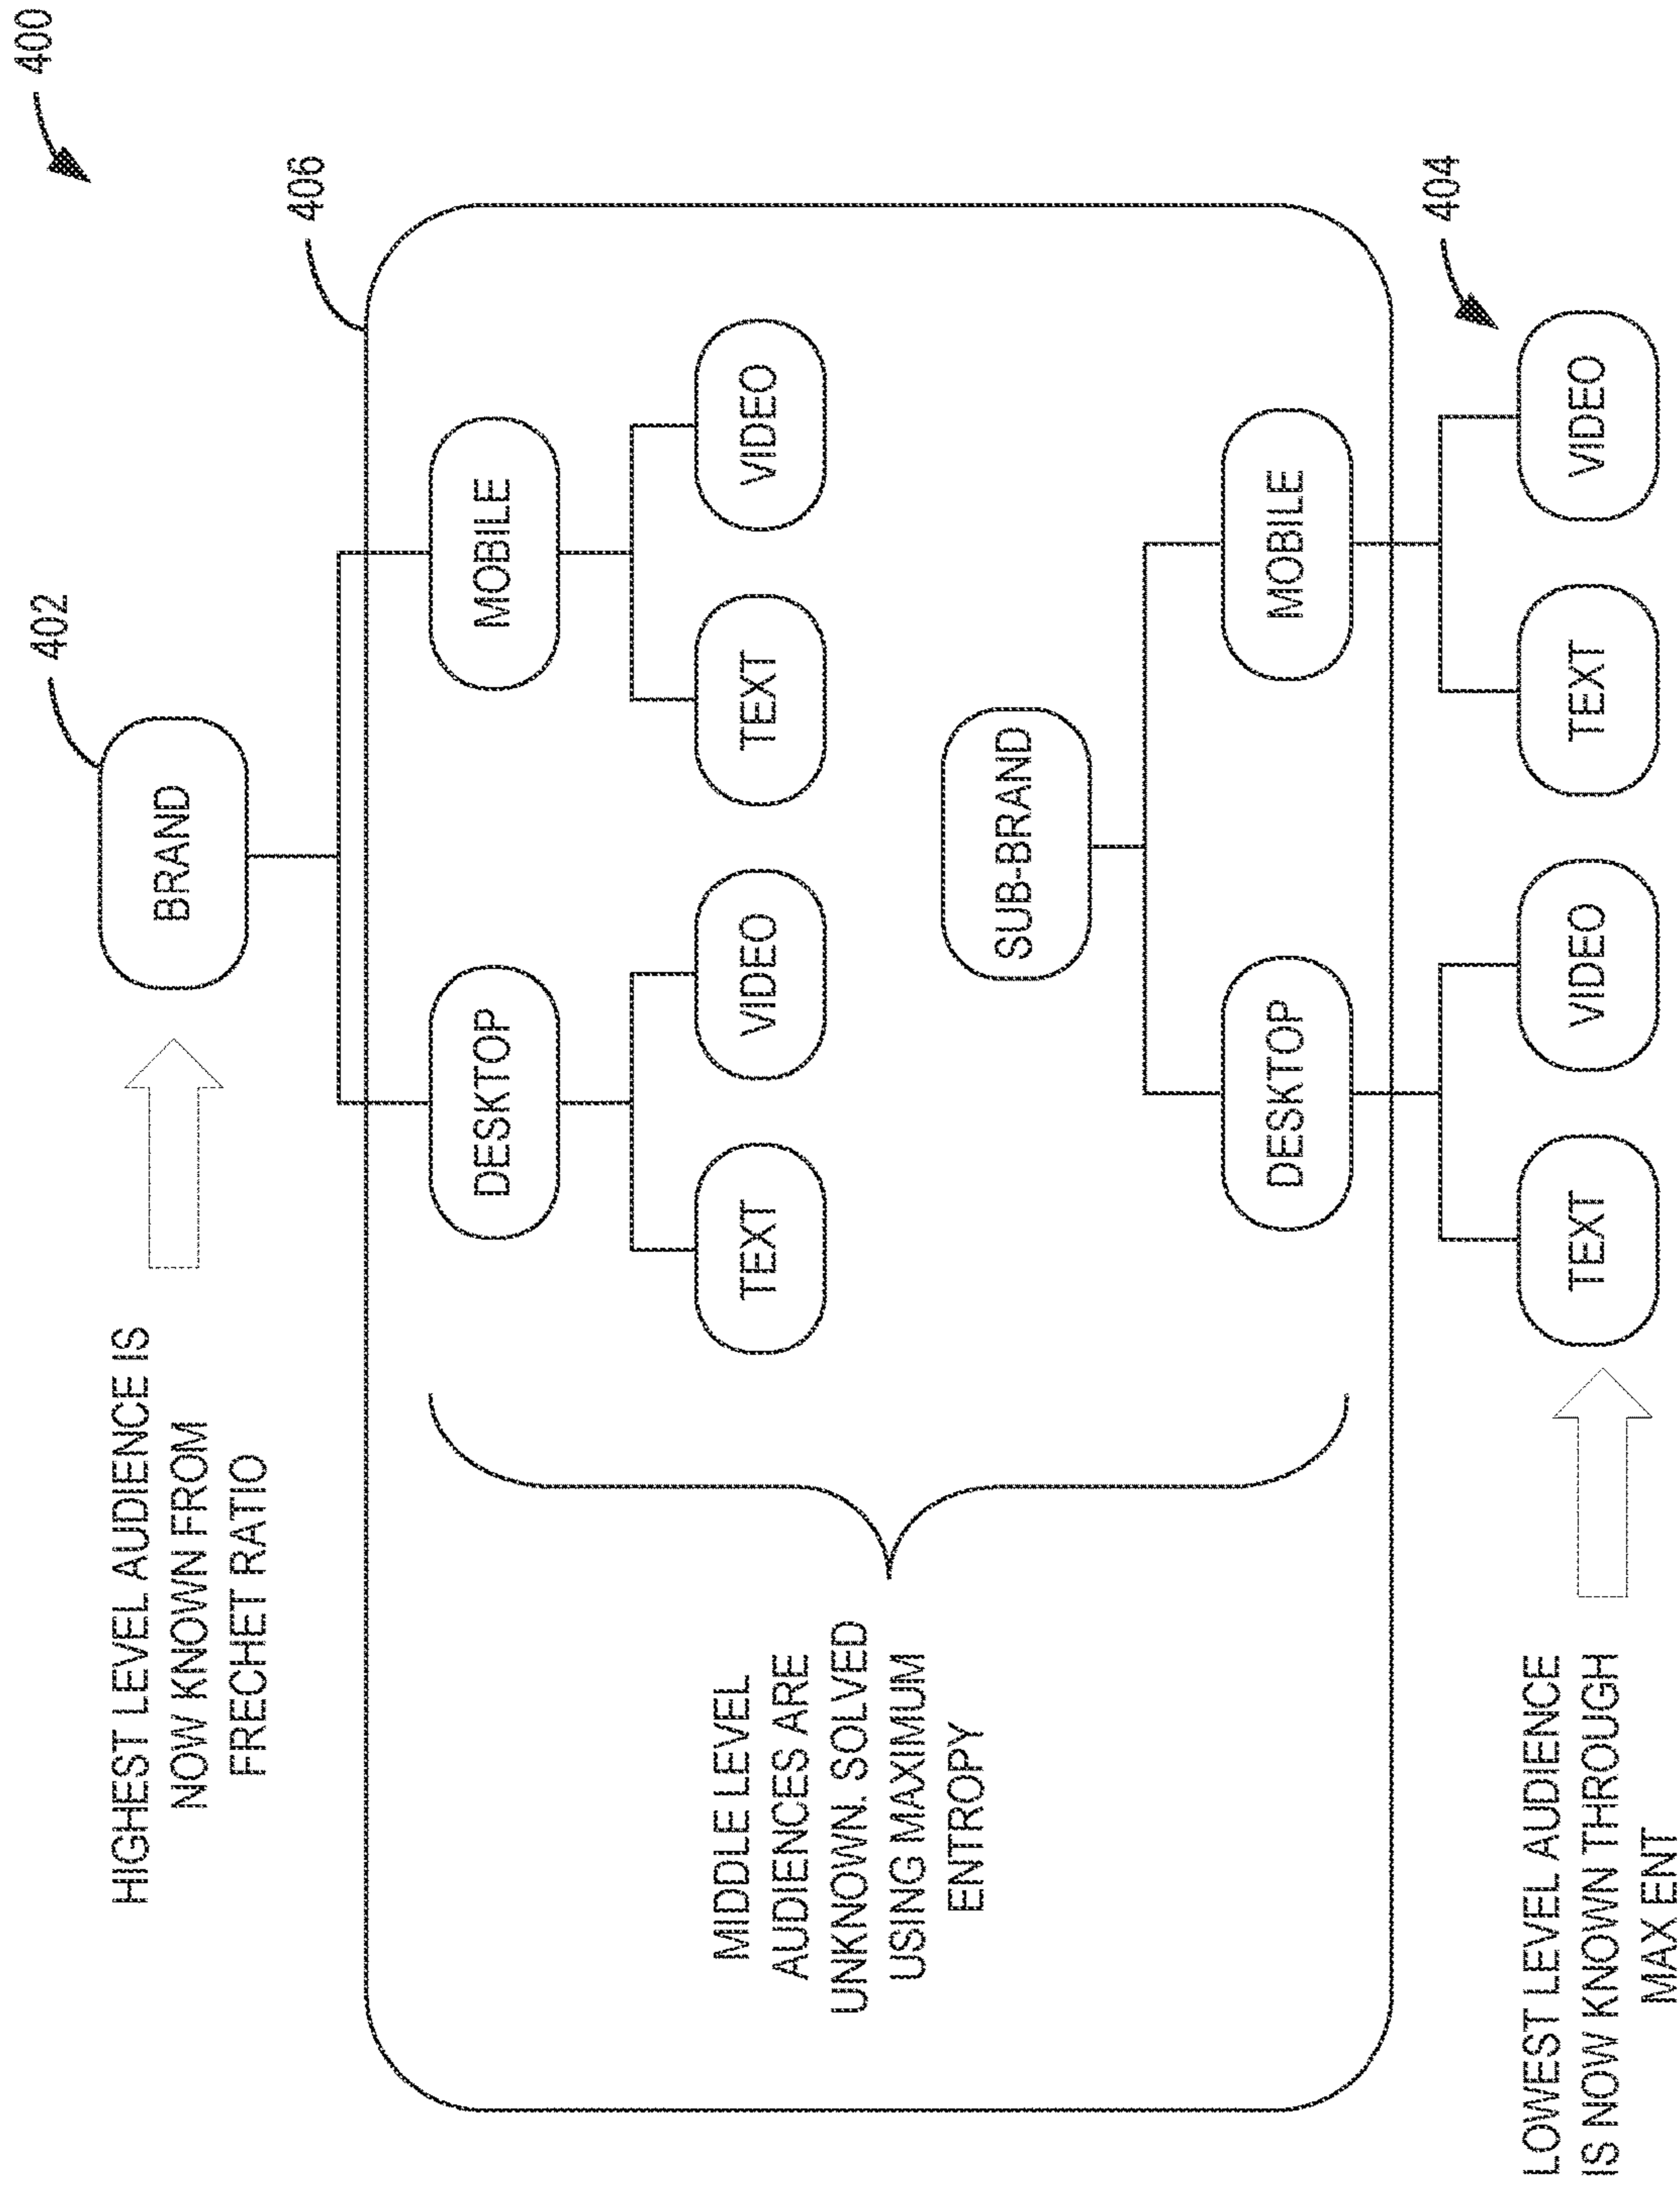 400
402
BRAND
HIGHEST LEVEL AUDIENCE IS
NOW KNOWN FROM
FRECHET RATIO
406
DESKTOP
MOBILE
TEXT
VIDEO
TEXT
VIDEO
MIDDLE LEVEL
AUDIENCES ARE
UNKNOWN. SOLVED
USING MAXIMUM
ENTROPY
SUB-BRAND
DESKTOP
MOBILE
404
TEXT
VIDEO
TEXT
VIDEO
LOWEST LEVEL AUDIENCE
IS NOW KNOWN THROUGH
MAX ENT